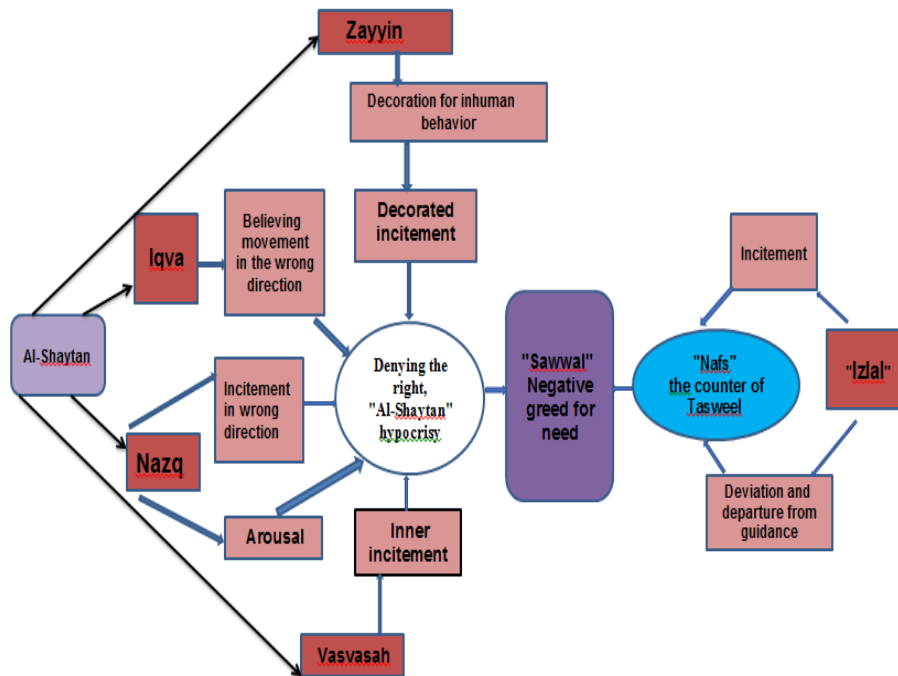 Zayyin
Decoration for inhuman
behavior
Decorated
incitement
Iqva
Believing
movement
in the wrong
direction
Incitement
Al-Shaytan
Incitement
in wrong
direction
Denying the
right,
"Al-Shaytan"
hypocrisy
"Sawwal"
Negative
greed for
need
"Nafs"
the counter of
Tasweel
"Izlal"
Nazq
Arousal
Inner
incitement
Deviation and
departure from
guidance
Vasvasah